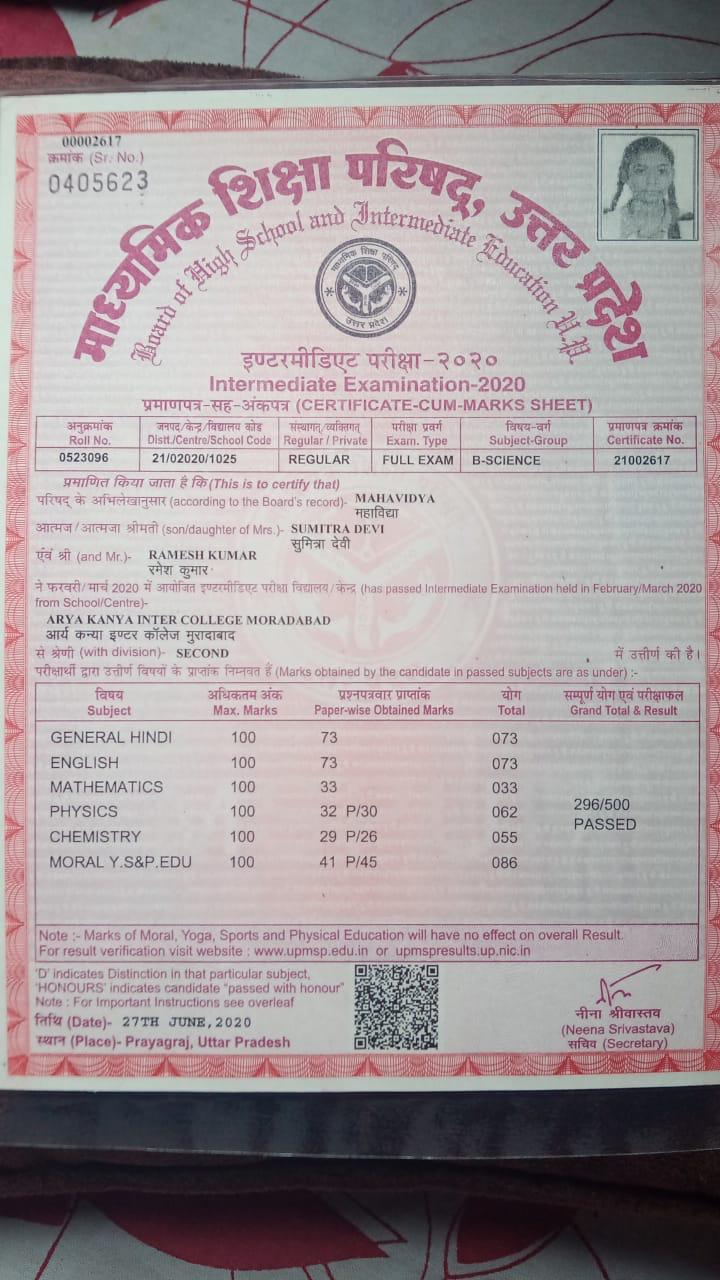 00002617
क्रमांक (Sr. No.)
0405623
माध्यमिक शिक्षा परिषद्, उत्तर प्रदेश
Board of High School and Intermediate Education U.P.
माध्यमिक शिक्षा परिषद
उत्तर प्रदेश
इण्टरमीडिएट परीक्षा-२०२०
Intermediate Examination-2020
प्रमाणपत्र-सह-अंकपत्र (CERTIFICATE-CUM-MARKS SHEET)
अनुक्रमांक जनपद/केन्द्र/विद्यालय कोड संस्थागत्/व्यक्तिगत् परीक्षा प्रवर्ग विषय-वर्ग प्रमाणपत्र क्रमांक
Roll No. Distt./Centre/School Code Regular / Private Exam. Type Subject-Group Certificate No.
0523096 21/02020/1025 REGULAR FULL EXAM B-SCIENCE 21002617
प्रमाणित किया जाता है कि (This is to certify that)
परिषद् के अभिलेखानुसार (according to the Board's record)- MAHAVIDYA
महाविद्या
आत्मज/आत्मजा श्रीमती (son/daughter of Mrs.)- SUMITRA DEVI
सुमित्रा देवी
एंव श्री (and Mr.)- RAMESH KUMAR
रमेश कुमार
ने फरवरी/मार्च 2020 में आयोजित इण्टरमीडिएट परीक्षा विद्यालय/केन्द्र (has passed Intermediate Examination held in February/March 2020
from School/Centre)-
ARYA KANYA INTER COLLEGE MORADABAD
आर्य कन्या इण्टर कॉलेज मुरादाबाद
से श्रेणी (with division)- SECOND में उत्तीर्ण की है।
परीक्षार्थी द्वारा उत्तीर्ण विषयों के प्राप्तांक निम्नवत हैं (Marks obtained by the candidate in passed subjects are as under) :-
विषय अधिकतम अंक प्रश्नपत्रवार प्राप्तांक योग सम्पूर्ण योग एवं परीक्षाफल
Subject Max. Marks Paper-wise Obtained Marks Total Grand Total & Result
GENERAL HINDI 100 73 073
ENGLISH 100 73 073
MATHEMATICS 100 33 033
PHYSICS 100 32 P/30 062 296/500
CHEMISTRY 100 29 P/26 055 PASSED
MORAL Y.S&P.EDU 100 41 P/45 086
Note :- Marks of Moral, Yoga, Sports and Physical Education will have no effect on overall Result.
For result verification visit website : www.upmsp.edu.in or upmspresults.up.nic.in
'D' indicates Distinction in that particular subject,
'HONOURS' indicates candidate "passed with honour"
Note : For Important Instructions see overleaf
तिथि (Date)- 27TH JUNE,2020
स्थान (Place)- Prayagraj, Uttar Pradesh
नीना श्रीवास्तव
(Neena Srivastava)
सचिव (Secretary)